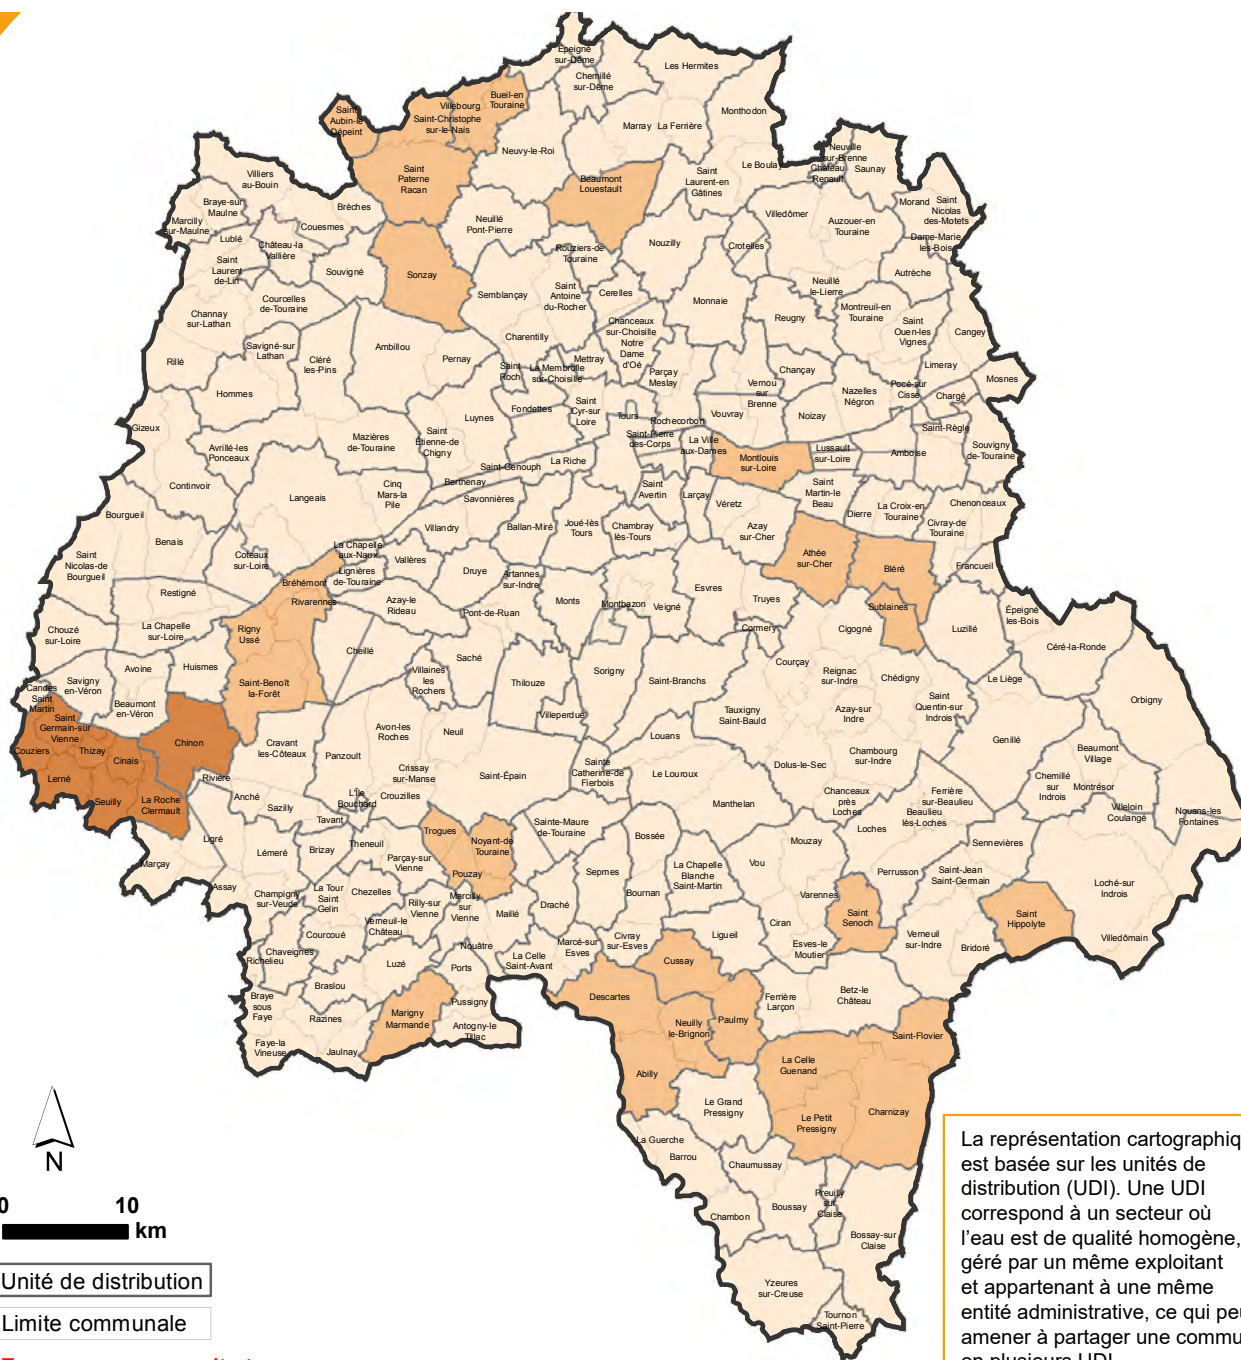 Epeigné
sur-Dême
Chemillé
sur-Dême
Les Hermites
Monthodon
Marray
La Ferrière
Bueil-en
Touraine
Villebourg
Saint-Christophe
sur-le-Nais
Saint
Aubin-le
Dépeint
Neuvy-le-Roi
Saint
Paterne
Racan
Beaumont
Louestault
Saint
Laurent-en
Gâtines
Le Boulay
Neuville
sur-Brenne
Château
Renault
Saunay
Villiers
au-Bouin
Braye-sur
Maulne
Brèches
Marcilly
sur-Maulne
Couesmes
Lublé
Château-la
Vallière
Saint
Laurent
de-Lin
Souvigné
Sonzay
Neuillé
Pont-Pierre
Rouziers-de
Touraine
Nouzilly
Villedômer
Crotelles
Auzouer-en
Touraine
Morand
Saint
Nicolas
des-Motets
Dame-Marie
les-Bois
Autrèche
Courcelles
de-Touraine
Channay
sur-Lathan
Semblançay
Saint
Antoine
du-Rocher
Cerelles
Monnaie
Neuillé
le-Lierre
Reugny
Montreuil-en
Touraine
Saint
Ouen-les
Vignes
Cangey
Chanceaux
sur-Choisille
Notre
Dame
d'Oé
Charentilly
Savigné-sur
Lathan
Rillé
Cléré
les-Pins
Ambillou
Pernay
Saint
Roch
La Membrolle
sur-Choisille
Mettray
Parçay
Meslay
Chançay
Vernou
sur
Brenne
Limeray
Mosnes
Hommes
Nazelles
Négron
Pocé-sur
Cisse
Chargé
Luynes
Fondettes
Saint
Cyr-sur
Loire
Tours
Rochecorbon
Vouvray
Noizay
Gizeux
Avrillé-les
Ponceaux
Mazières
de-Touraine
Saint
Étienne-de
Chigny
Saint-Pierre
des-Corps
La Ville
aux-Dames
Montlouis
sur-Loire
Lussault
sur-Loire
Amboise
Saint-Règle
Souvigny
de-Touraine
Saint-Genouph
La Riche
Berthenay
Continvoir
Langeais
Cinq
Mars-la
Pile
Savonnières
Saint
Avertin
Larçay
Véretz
Saint
Martin-le
Beau
Dierre
La Croix-en
Touraine
Chenonceaux
Civray-de
Touraine
Bourgueil
Benais
Villandry
Ballan-Miré
Joué-lès
Tours
Chambray
lès-Tours
Azay
sur-Cher
Athée
sur-Cher
Bléré
Francueil
Saint
Nicolas-de
Bourgueil
Coteaux
sur-Loire
La Chapelle
aux-Naux
Lignières
de-Touraine
Vallères
Druye
Artannes
sur-Indre
Bréhémont
Rivarennes
Restigné
Azay-le
Rideau
Pont-de-Ruan
Monts
Montbazon
Veigné
Esvres
Truyes
Cormery
Sublaines
Cigogné
Luzillé
Épeigné
les-Bois
Céré-la-Ronde
Chouzé
sur-Loire
La Chapelle
sur-Loire
Rigny
Ussé
Cheillé
Saché
Avoine
Huismes
Villaines
les
Rochers
Thilouze
Sorigny
Saint-Branchs
Courçay
Reignac
sur-Indre
Chédigny
Le Liège
Orbigny
Savigny
en-Véron
Candes
Saint
Martin
Beaumont
en-Véron
Saint-Benoît
la-Forêt
Saint
Quentin-sur
Indrois
Tauxigny
Saint-Bauld
Azay-sur
Indre
Villeperdue
Saint
Germain-sur
Vienne
Couziers
Thizay
Cinais
Chinon
Cravant
les-Côteaux
Avon-les
Roches
Neuil
Louans
Genillé
Beaumont
Village
Panzoult
Crissay
sur-Manse
Saint-Épain
Sainte
Catherine-de
Fierbois
Le Louroux
Dolus-le-Sec
Chambourg
sur-Indre
Lerné
Seuilly
La Roche
Clermault
Rivière
Anché
Sazilly
L'Île
Bouchard
Crouzilles
Manthelan
Chanceaux
près
Loches
Ferrière
sur-Beaulieu
Beaulieu
lès-Loches
Chemillé
sur
Indrois
Montrésor
Villeloin
Coulangé
Nouans-les
Fontaines
Tavant
Ligré
Lémeré
Brizay
Theneuil
Trogues
Noyant-de
Touraine
Sainte-Maure
de-Touraine
Bossée
Mouzay
Loches
Sennevières
Marçay
Parçay-sur
Vienne
Pouzay
Sepmes
La Chapelle
Blanche
Saint-Martin
Vou
Perrusson
Saint-Jean
Saint-Germain
Loché-sur
Indrois
Assay
Champigny
sur-Veude
La Tour
Saint
Gelin
Chezelles
Rilly-sur
Vienne
Marcilly
sur
Vienne
Maillé
Draché
Bournan
Varennes
Saint
Senoch
Verneuil-le
Château
Courcoué
Nouâtre
Civray
sur-Esves
Ligueil
Ciran
Verneuil
sur-Indre
Saint
Hippolyte
Villedômain
Chaveignes
Richelieu
Marcé-sur
Esves
La Celle
Saint-Avant
Esves-le
Moutier
Bridoré
Luzé
Ports
Cussay
Braslou
Braye
sous
Faye
Razines
Marigny
Marmande
Pussigny
Antogny-le
Tillac
Descartes
Ferrière
Larçon
Betz-le
Château
Neuilly
le-Brignon
Paulmy
Saint-Flovier
Faye-la
Vineuse
Jaulnay
La Celle
Guenand
Abilly
Le Grand
Pressigny
Le Petit
Pressigny
Charnizay
La Guerche
Barrou
Chaumussay
Preuilly
sur
Claise
Boussay
Chambon
Bossay-sur
Claise
Yzeures
sur-Creuse
Tournon
Saint-Pierre
N
0 10
km
Unité de distribution
Limite communale
La représentation cartographiq
est basée sur les unités de
distribution (UDI). Une UDI
correspond à un secteur où
l'eau est de qualité homogène,
géré par un même exploitant
et appartenant à une même
entité administrative, ce qui peu
amener à partager une commu
en plusieurs UDI